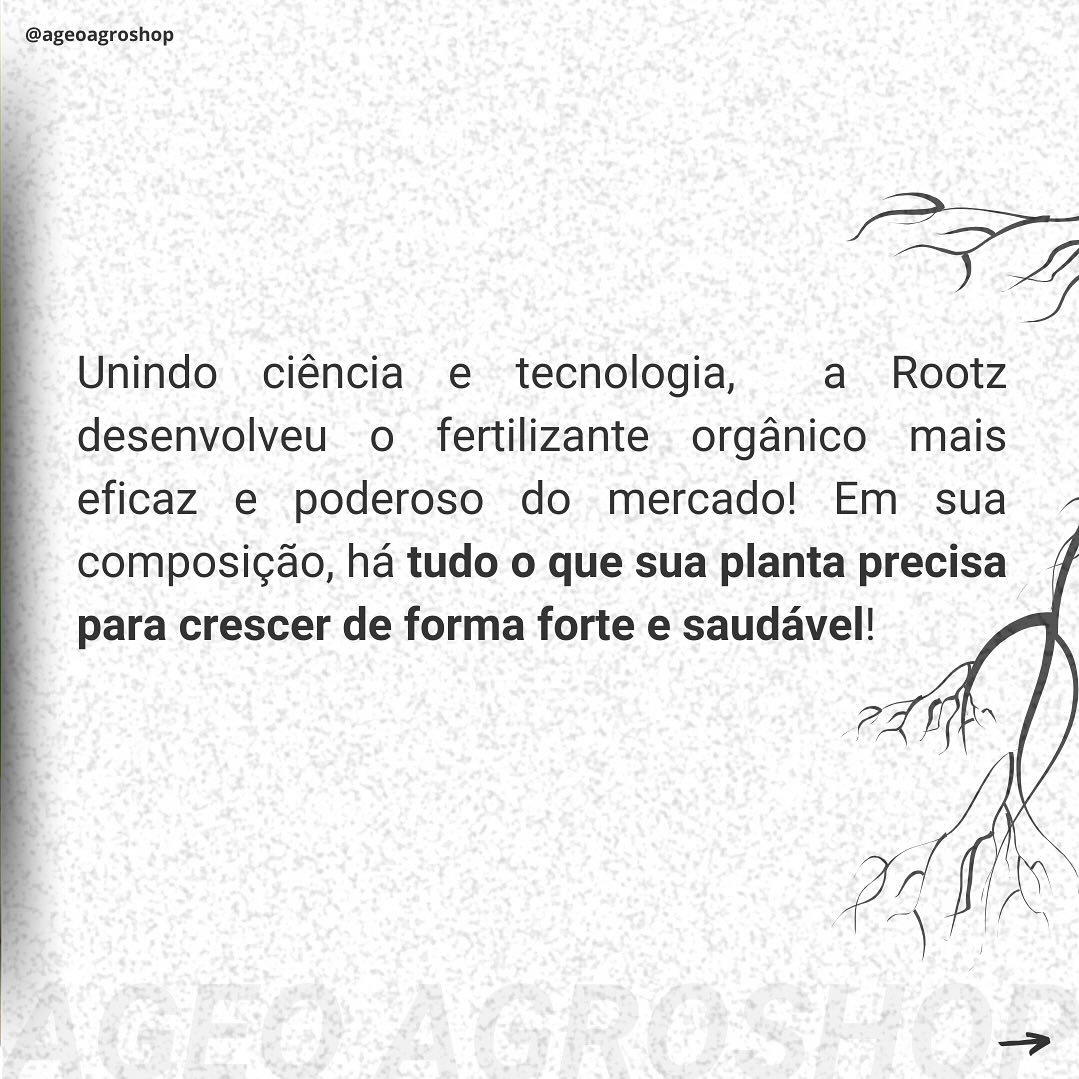 @ageoagroshop
Unindo ciência e tecnologia, a Rootz
desenvolveu o fertilizante orgânico mais
eficaz e poderoso do mercado! Em sua
composição, há tudo o que sua planta precisa
para crescer de forma forte e saudável!
AGEO AGROSHOP